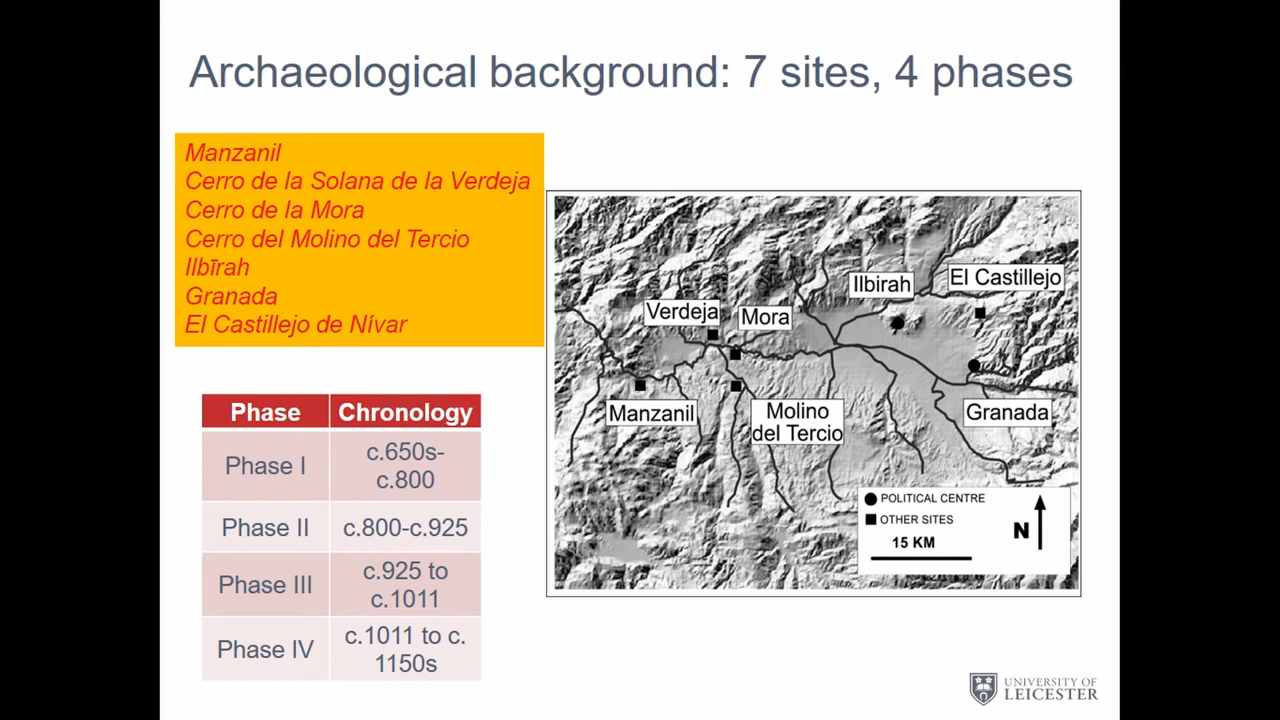 Archaeological background: 7 sites, 4 phases
Manzanil
Cerro de la Solana de la Verdeja
Cerro de la Mora
Cerro del Molino del Tercio
Ilbīrah
Granada
El Castillejo de Nívar
Phase Chronology
Phase I c.650s-
c.800
Phase II c.800-c.925
Phase III c.925 to
c.1011
Phase IV c.1011 to c.
1150s
Ilbirah
El Castillejo
Verdeja
Mora
Manzanil
Molino
del Tercio
Granada
POLITICAL CENTRE
OTHER SITES
15 KM
N
UNIVERSITY OF
LEICESTER